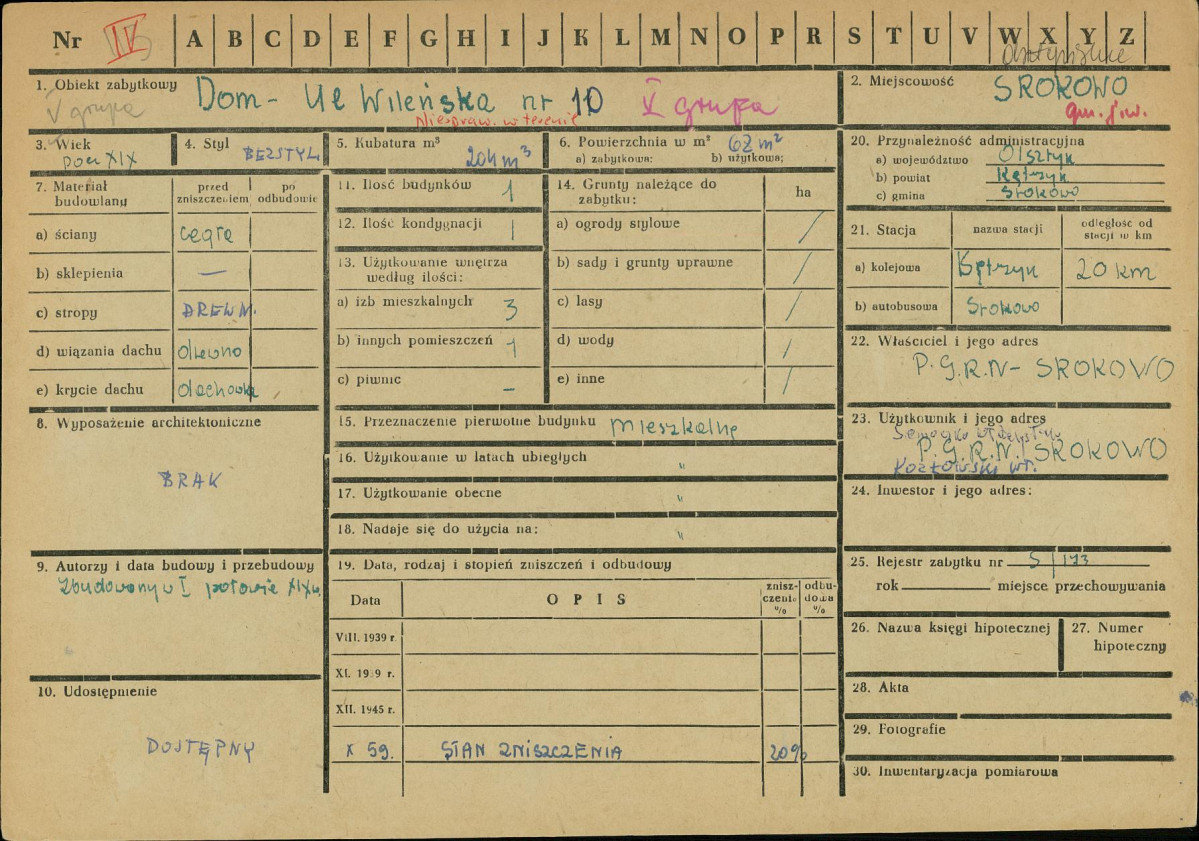 Nr IV A B C D E F G H I J K L M N O P R S T U V W X Y Z
1. Obiekt zabytkowy Dom - Ul Wileńska nr 10 V grupa
V grupa
2. Miejscowość SROKOWO
gm. j.w.
3. Wiek pocz XIX
4. Styl BEZSTYL.
5. Kubatura m³ 204 m³
6. Powierzchnia w m² 68 m²
a) zabytkowa: b) użytkowa:
7. Materiał budowlany
przed zniszczeniem
po odbudowie
a) ściany cegła
b) sklepienia —
c) stropy DREWN.
d) wiązania dachu drewno
e) krycie dachu dachówka
8. Wyposażenie architektoniczne
BRAK
9. Autorzy i data budowy i przebudowy
Zbudowany w I połowie XIX w.
10. Udostępnienie
DOSTĘPNY
11. Ilość budynków 1
12. Ilość kondygnacji 1
13. Użytkowanie wnętrza
według ilości:
a) izb mieszkalnych 3
b) innych pomieszczeń 1
c) piwnic –
14. Grunty należące do
zabytku:
ha
a) ogrody stylowe /
b) sady i grunty uprawne /
c) lasy /
d) wody /
e) inne /
15. Przeznaczenie pierwotne budynku mieszkalne
16. Użytkowanie w latach ubiegłych "
17. Użytkowanie obecne "
18. Nadaje się do użycia na: "
19. Data, rodzaj i stopień zniszczeń i odbudowy
Data OPIS znisz-czenia % odbu-dowa %
VIII. 1939 r.
XI. 19 9 r.
XII. 1945 r.
X 59. STAN ZNISZCZENIA 20%
20. Przynależność administracyjna
a) województwo Olsztyn
b) powiat Kętrzyn
c) gmina Srokowo
21. Stacja nazwa stacji odległość od stacji w km
a) kolejowa Kętrzyn 20 km
b) autobusowa Srokowo
22. Właściciel i jego adres
P.G.R.N - SROKOWO
23. Użytkownik i jego adres
P.G.R.N. SROKOWO
Kozłowski
24. Inwestor i jego adres:
25. Rejestr zabytku nr S/173
rok miejsce przechowywania
26. Nazwa księgi hipotecznej
27. Numer
hipoteczny
28. Akta
29. Fotografie
30. Inwentaryzacja pomiarowa